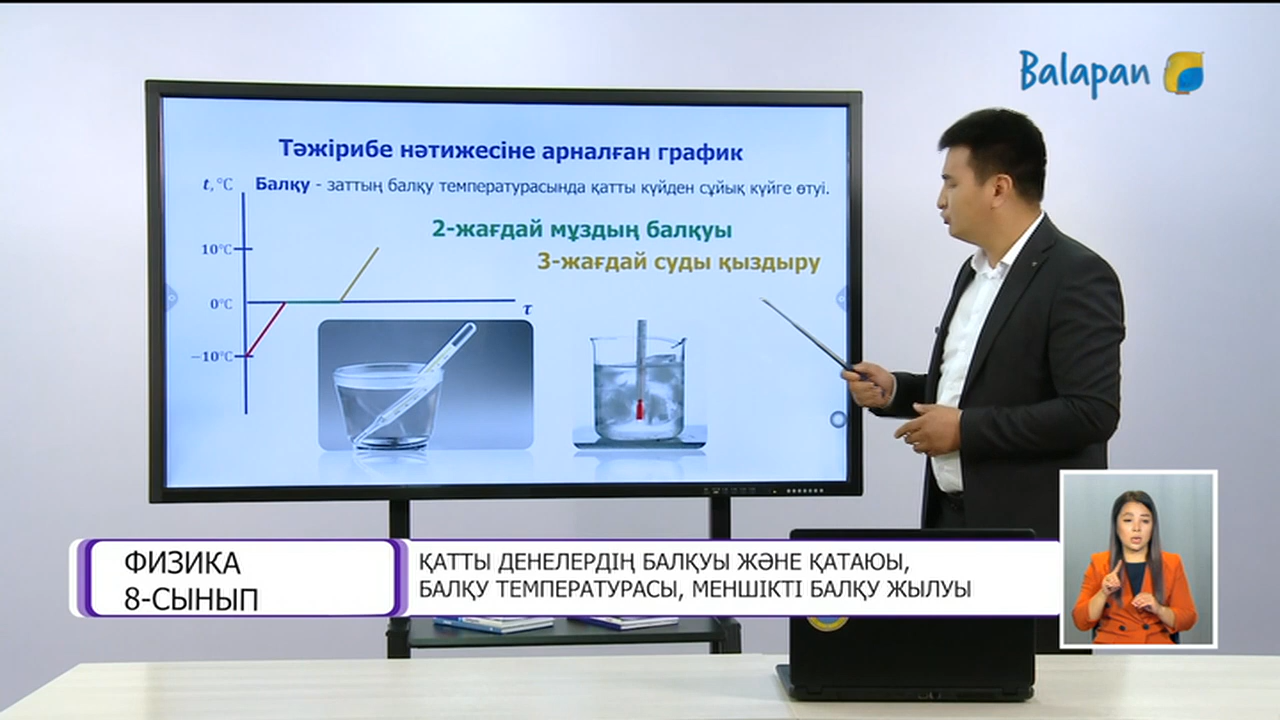 Balapan
Тәжірибе нәтижесіне арналған график
t,°C
Балқу - заттың балқу температурасында қатты күйден сұйық күйге өтуі.
2-жағдай мұздың балқуы
10°C
3-жағдай суды қыздыру
0°C
τ
−10°C
ФИЗИКА
8-СЫНЫП
ҚАТТЫ ДЕНЕЛЕРДІҢ БАЛҚУЫ ЖӘНЕ ҚАТАЮЫ,
БАЛҚУ ТЕМПЕРАТУРАСЫ, МЕНШІКТІ БАЛҚУ ЖЫЛУЫ